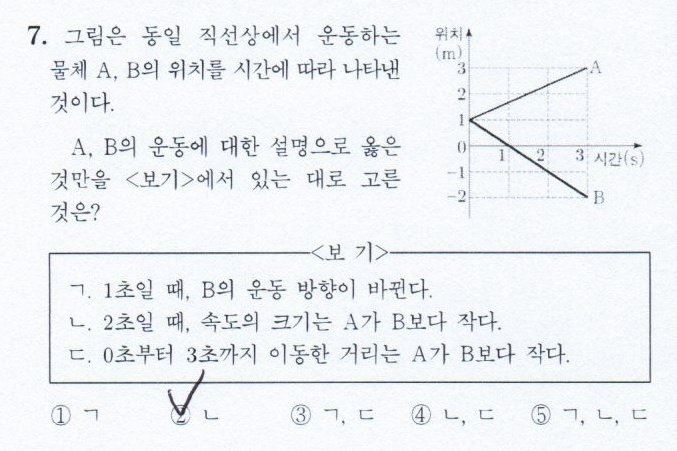 7. 그림은 동일 직선상에서 운동하는
물체 A, B의 위치를 시간에 따라 나타낸
것이다.
A, B의 운동에 대한 설명으로 옳은
것만을 <보기>에서 있는 대로 고른
것은?
위치
(m)
3
A
2
1
0
1 2 3 시간(s)
-1
-2
B
<보 기>
ㄱ. 1초일 때, B의 운동 방향이 바뀐다.
ㄴ. 2초일 때, 속도의 크기는 A가 B보다 작다.
ㄷ. 0초부터 3초까지 이동한 거리는 A가 B보다 작다.
① ㄱ ② ㄴ ③ ㄱ, ㄷ ④ ㄴ, ㄷ ⑤ ㄱ, ㄴ, ㄷ